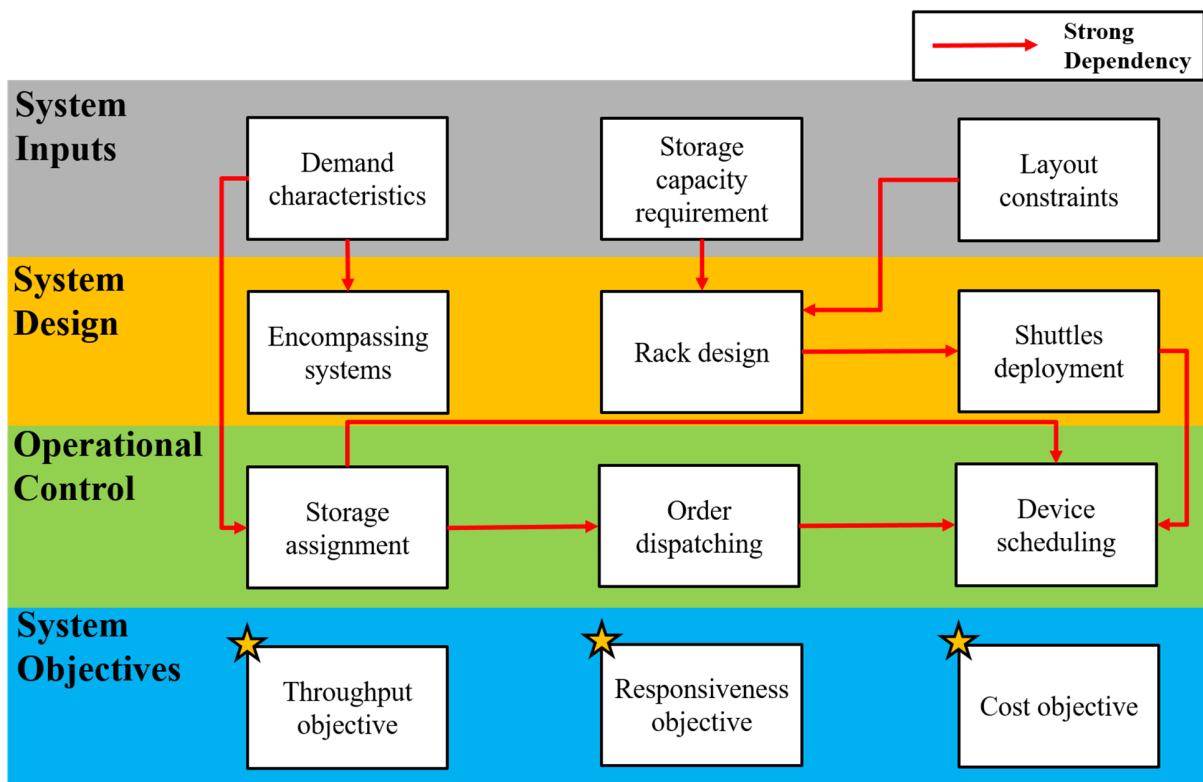 Strong
Dependency
System
Inputs
Demand
characteristics
Storage
capacity
requirement
Layout
constraints
System
Design
Encompassing
systems
Rack design
Shuttles
deployment
Operational
Control
Storage
assignment
Order
dispatching
Device
scheduling
System
Objectives
Throughput
objective
Responsiveness
objective
Cost objective